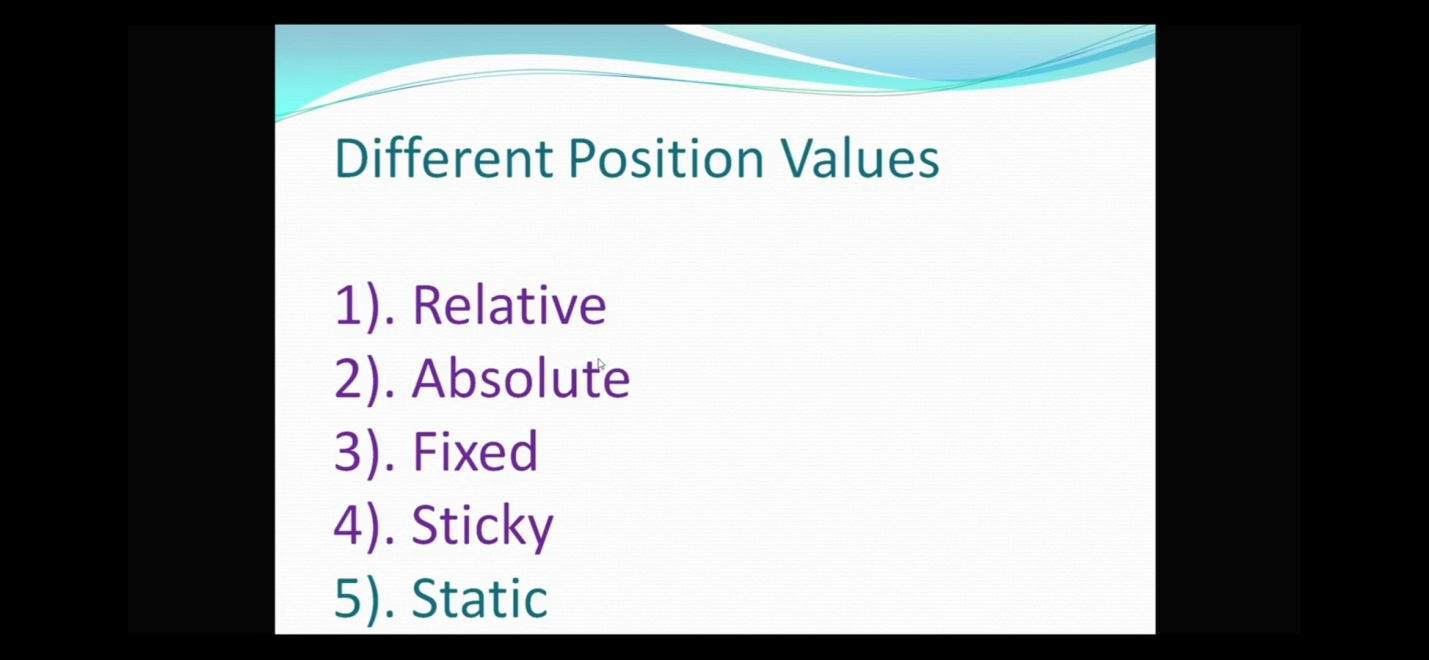 Different Position Values
1). Relative
2). Absolute
3). Fixed
4). Sticky
5). Static